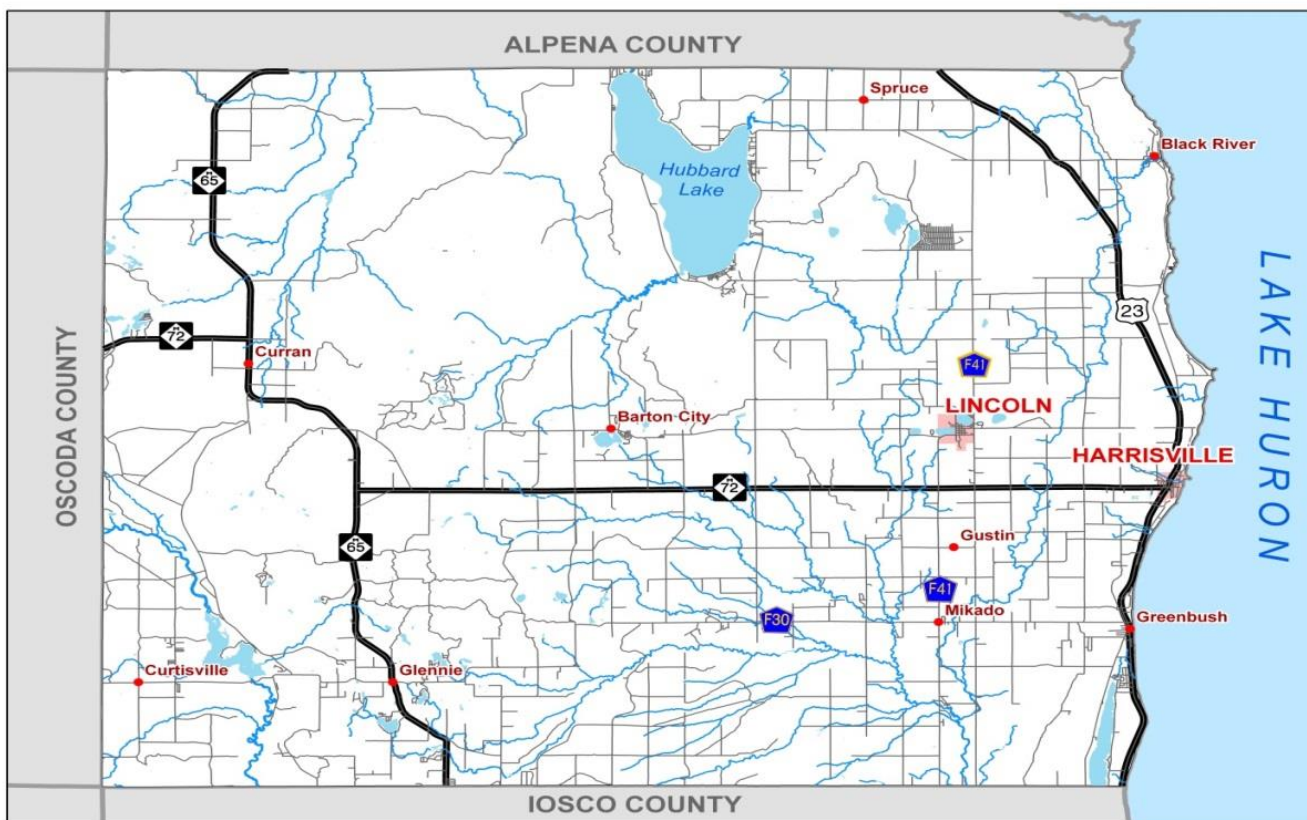 ALPENA COUNTY
Spruce
Black River
65
Hubbard
Lake
LAKE HURON
23
72
Curran
F41
OSCODA COUNTY
LINCOLN
Barton City
HARRISVILLE
72
Gustin
65
F41
F30
Mikado
Greenbush
Curtisville
Glennie
IOSCO COUNTY